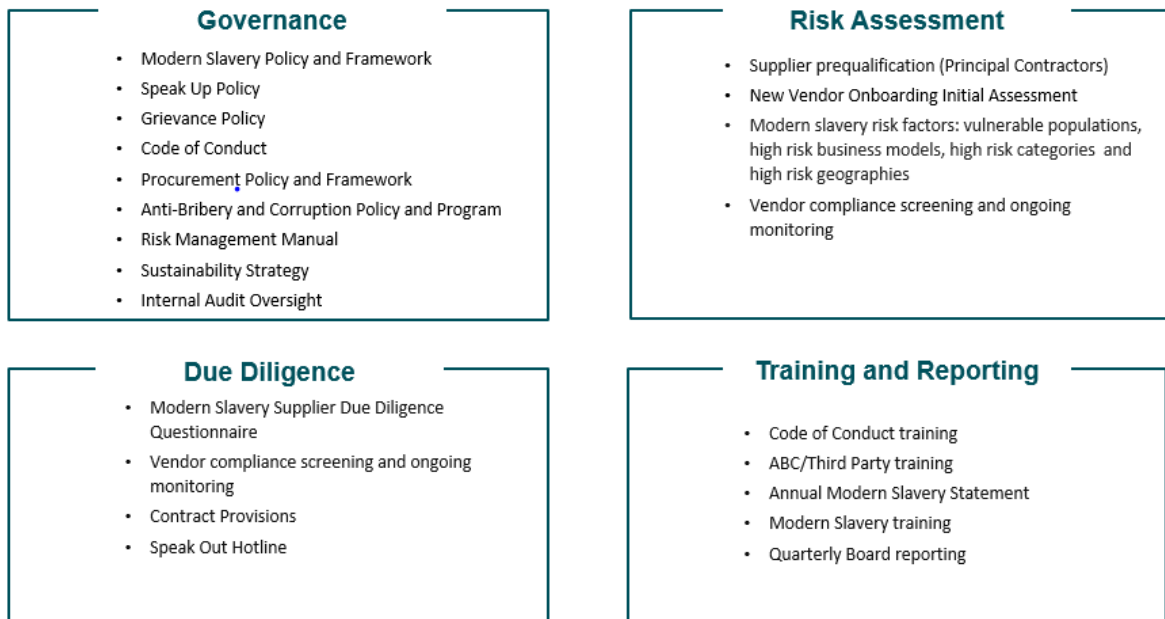 Governance
• Modern Slavery Policy and Framework
• Speak Up Policy
• Grievance Policy
• Code of Conduct
• Procurement Policy and Framework
• Anti-Bribery and Corruption Policy and Program
• Risk Management Manual
• Sustainability Strategy
• Internal Audit Oversight
Risk Assessment
• Supplier prequalification (Principal Contractors)
• New Vendor Onboarding Initial Assessment
• Modern slavery risk factors: vulnerable populations,
high risk business models, high risk categories and
high risk geographies
• Vendor compliance screening and ongoing
monitoring
Due Diligence
• Modern Slavery Supplier Due Diligence
Questionnaire
• Vendor compliance screening and ongoing
monitoring
• Contract Provisions
• Speak Out Hotline
Training and Reporting
• Code of Conduct training
• ABC/Third Party training
• Annual Modern Slavery Statement
• Modern Slavery training
• Quarterly Board reporting